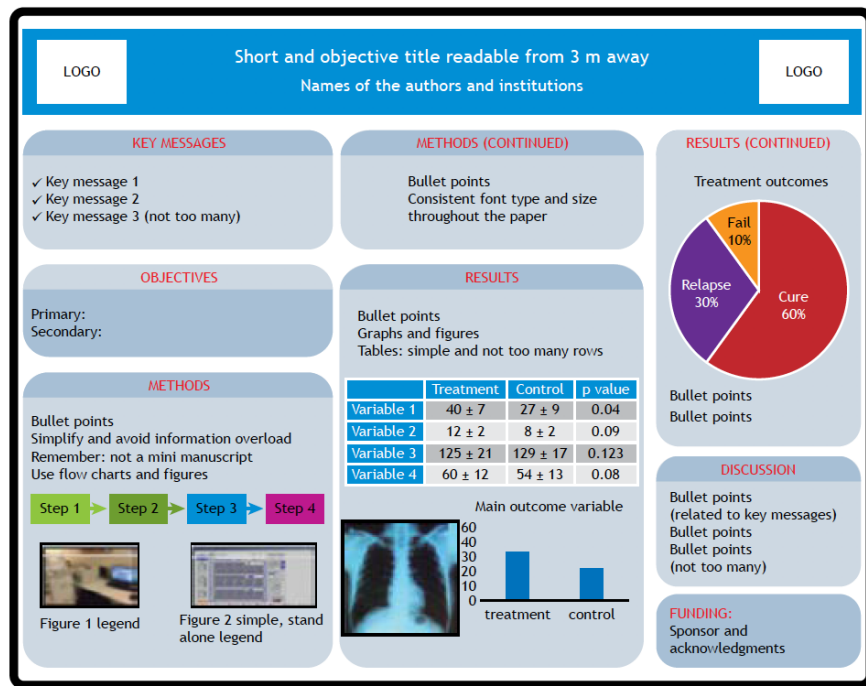 LOGO
Short and objective title readable from 3 m away
Names of the authors and institutions
LOGO
KEY MESSAGES
✓ Key message 1
✓ Key message 2
✓ Key message 3 (not too many)
OBJECTIVES
Primary:
Secondary:
METHODS
Bullet points
Simplify and avoid information overload
Remember: not a mini manuscript
Use flow charts and figures
Step 1 Step 2 Step 3 Step 4
Figure 1 legend
Figure 2 simple, stand
alone legend
METHODS (CONTINUED)
Bullet points
Consistent font type and size
throughout the paper
RESULTS
Bullet points
Graphs and figures
Tables: simple and not too many rows
Treatment Control p value
Variable 1 40 ± 7 27 ± 9 0.04
Variable 2 12 ± 2 8 ± 2 0.09
Variable 3 125 ± 21 129 ± 17 0.123
Variable 4 60 ± 12 54 ± 13 0.08
Main outcome variable
60
50
40
30
20
10
0
treatment control
RESULTS (CONTINUED)
Treatment outcomes
Fail
10%
Relapse
30%
Cure
60%
Bullet points
Bullet points
DISCUSSION
Bullet points
(related to key messages)
Bullet points
Bullet points
(not too many)
FUNDING:
Sponsor and
acknowledgments